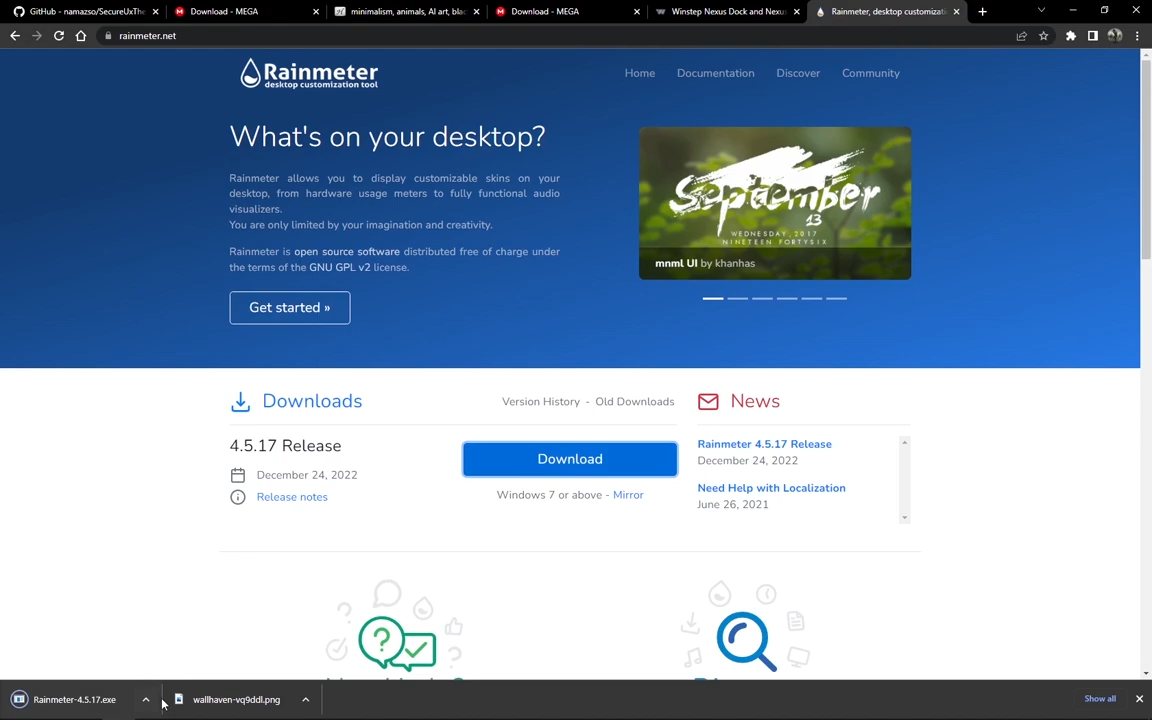 GitHub - namazso/SecureUxThe
Download - MEGA
minimalism, animals, AI art, blac
Download - MEGA
Winstep Nexus Dock and Nexus
Rainmeter, desktop customizati
rainmeter.net
Rainmeter
desktop customization tool
Home
Documentation
Discover
Community
What's on your desktop?
Rainmeter allows you to display customizable skins on your
desktop, from hardware usage meters to fully functional audio
visualizers.
You are only limited by your imagination and creativity.
Rainmeter is open source software distributed free of charge under
the terms of the GNU GPL v2 license.
Get started »
September
13
WEDNESDAY, 2017
NINETEEN FORTYSIX
mnml UI by khanhas
Downloads
Version History - Old Downloads
4.5.17 Release
December 24, 2022
Release notes
Download
Windows 7 or above - Mirror
News
Rainmeter 4.5.17 Release
December 24, 2022
Need Help with Localization
June 26, 2021
Rainmeter-4.5.17.exe
wallhaven-vq9ddl.png
Show all